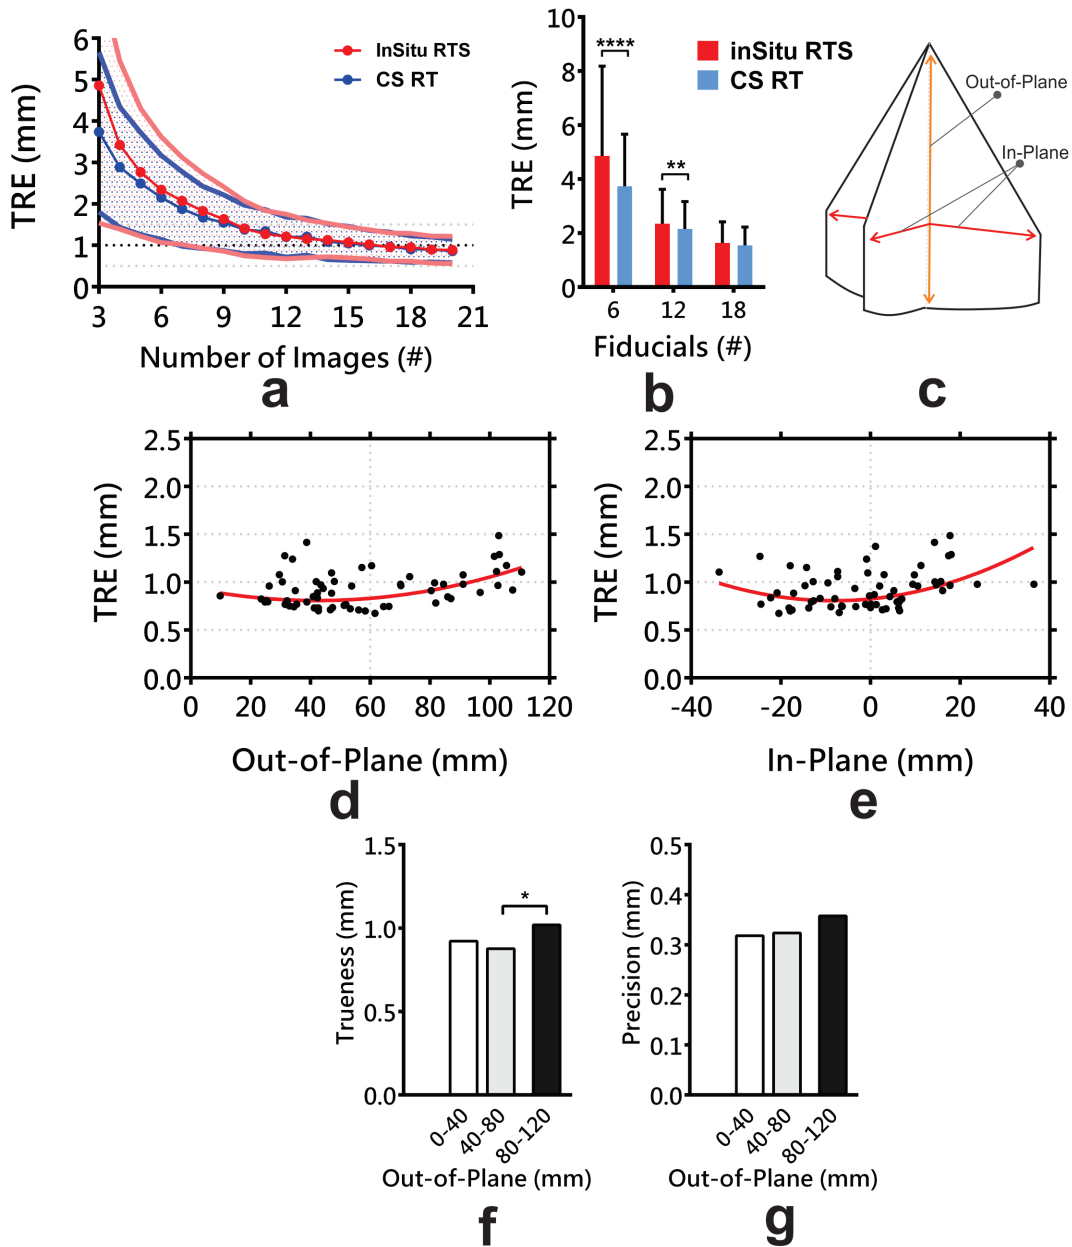 6
5
4
3
2
1
0
TRE (mm)
InSitu RTS
CS RT
3 6 9 12 15 18 21
Number of Images (#)
a
10
8
6
4
2
0
TRE (mm)
****
**
inSitu RTS
CS RT
6 12 18
Fiducials (#)
b
Out-of-Plane
In-Plane
c
2.5
2.0
1.5
1.0
0.5
0.0
TRE (mm)
0 20 40 60 80 100 120
Out-of-Plane (mm)
d
2.5
2.0
1.5
1.0
0.5
0.0
TRE (mm)
-40 -20 0 20 40
In-Plane (mm)
e
1.5
1.0
0.5
0.0
Trueness (mm)
*
0-40
40-80
80-120
Out-of-Plane (mm)
f
0.5
0.4
0.3
0.2
0.1
0.0
Precision (mm)
0-40
40-80
80-120
Out-of-Plane (mm)
g